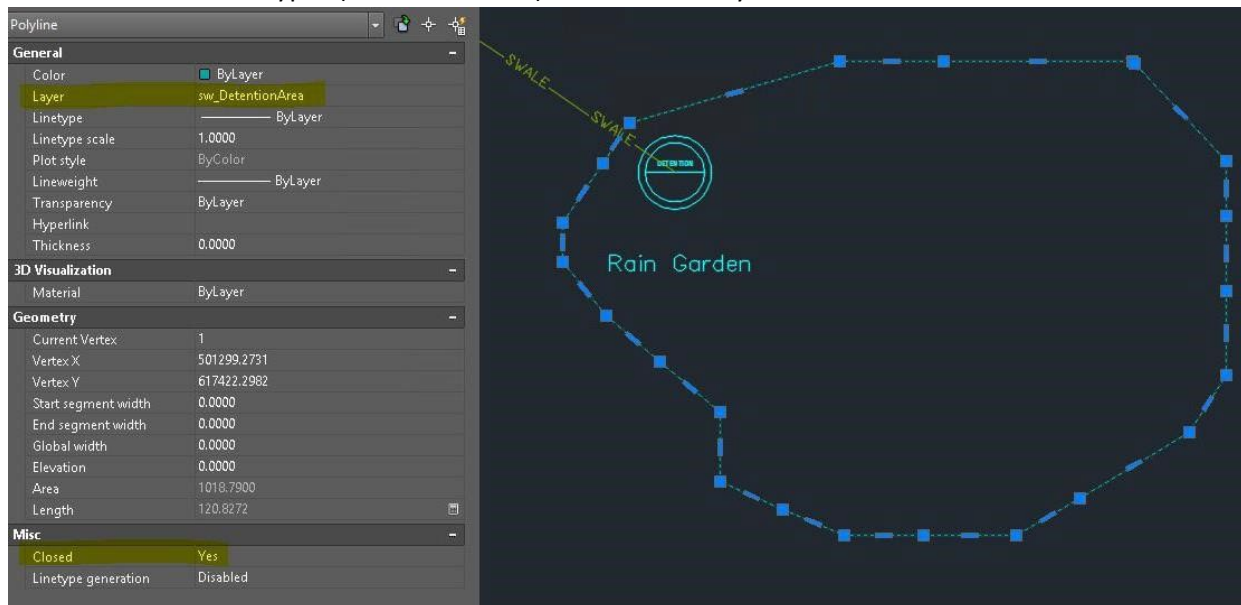 Polyline
General
Color ByLayer
Layer sw_DetentionArea
Linetype ByLayer
Linetype scale 1.0000
Plot style ByColor
Lineweight ByLayer
Transparency ByLayer
Hyperlink
Thickness 0.0000
3D Visualization
Material ByLayer
Geometry
Current Vertex 1
Vertex X 501299.2731
Vertex Y 617422.2982
Start segment width 0.0000
End segment width 0.0000
Global width 0.0000
Elevation 0.0000
Area 1018.7900
Length 120.8272
Misc
Closed Yes
Linetype generation Disabled
SWALE
SWALE
DETENTION
Rain Garden